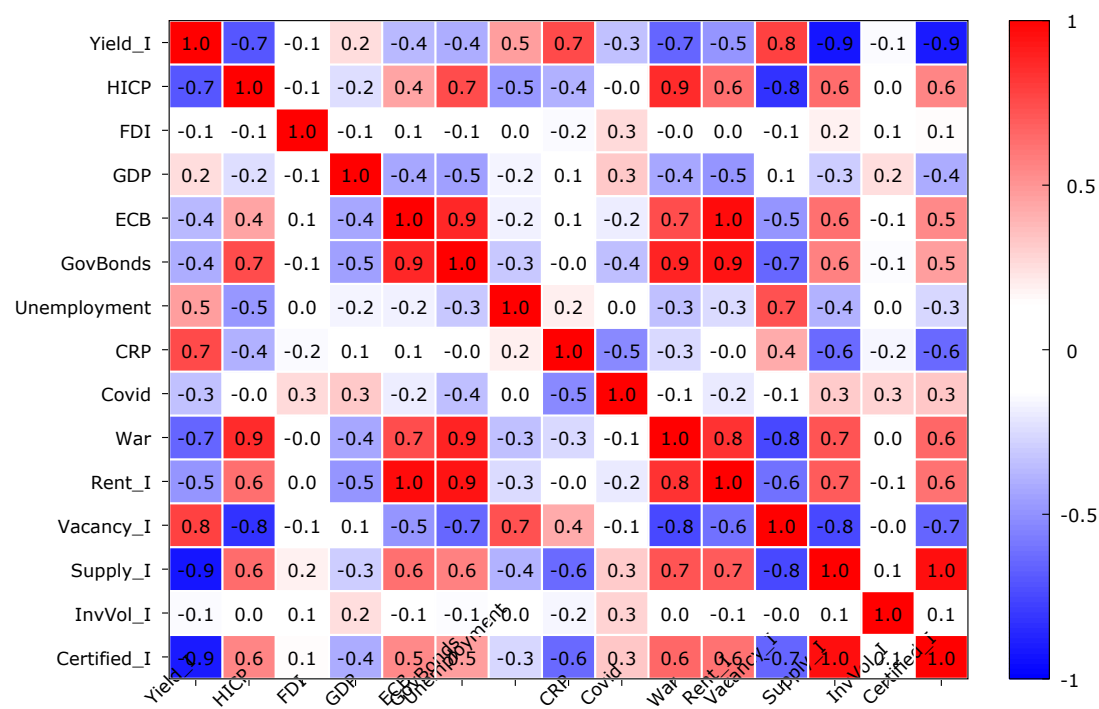 Yield_I 1.0 -0.7 -0.1 0.2 -0.4 -0.4 0.5 0.7 -0.3 -0.7 -0.5 0.8 -0.9 -0.1 -0.9 1
HICP -0.7 1.0 -0.1 -0.2 0.4 0.7 -0.5 -0.4 -0.0 0.9 0.6 -0.8 0.6 0.0 0.6
FDI -0.1 -0.1 1.0 -0.1 0.1 -0.1 0.0 -0.2 0.3 -0.0 0.0 -0.1 0.2 0.1 0.1
GDP 0.2 -0.2 -0.1 1.0 -0.4 -0.5 -0.2 0.1 0.3 -0.4 -0.5 0.1 -0.3 0.2 -0.4 0.5
ECB -0.4 0.4 0.1 -0.4 1.0 0.9 -0.2 0.1 -0.2 0.7 1.0 -0.5 0.6 -0.1 0.5
GovBonds -0.4 0.7 -0.1 -0.5 0.9 1.0 -0.3 -0.0 -0.4 0.9 0.9 -0.7 0.6 -0.1 0.5
Unemployment 0.5 -0.5 0.0 -0.2 -0.2 -0.3 1.0 0.2 0.0 -0.3 -0.3 0.7 -0.4 0.0 -0.3
CRP 0.7 -0.4 -0.2 0.1 0.1 -0.0 0.2 1.0 -0.5 -0.3 -0.0 0.4 -0.6 -0.2 -0.6 0
Covid -0.3 -0.0 0.3 0.3 -0.2 -0.4 0.0 -0.5 1.0 -0.1 -0.2 -0.1 0.3 0.3 0.3
War -0.7 0.9 -0.0 -0.4 0.7 0.9 -0.3 -0.3 -0.1 1.0 0.8 -0.8 0.7 0.0 0.6
Rent_I -0.5 0.6 0.0 -0.5 1.0 0.9 -0.3 -0.0 -0.2 0.8 1.0 -0.6 0.7 -0.1 0.6
Vacancy_I 0.8 -0.8 -0.1 0.1 -0.5 -0.7 0.7 0.4 -0.1 -0.8 -0.6 1.0 -0.8 -0.0 -0.7 -0.5
Supply_I -0.9 0.6 0.2 -0.3 0.6 0.6 -0.4 -0.6 0.3 0.7 0.7 -0.8 1.0 0.1 1.0
InvVol_I -0.1 0.0 0.1 0.2 -0.1 -0.1 0.0 -0.2 0.3 0.0 -0.1 -0.0 0.1 1.0 0.1
Certified_I -0.9 0.6 0.1 -0.4 0.5 0.5 -0.3 -0.6 0.3 0.6 0.6 -0.7 1.0 0.1 1.0 -1
Yield_I HICP FDI GDP ECB GovBonds Unemployment CRP Covid War Rent_I Vacancy_i Supply_I InvVol_I Certified_I